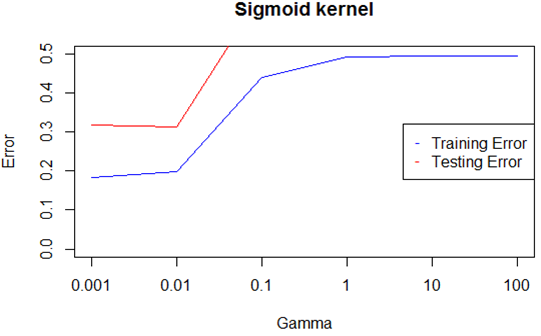 Sigmoid kernel
Error
0.5
0.4
0.3
0.2
0.1
0.0
- Training Error
- Testing Error
0.001 0.01 0.1 1 10 100
Gamma